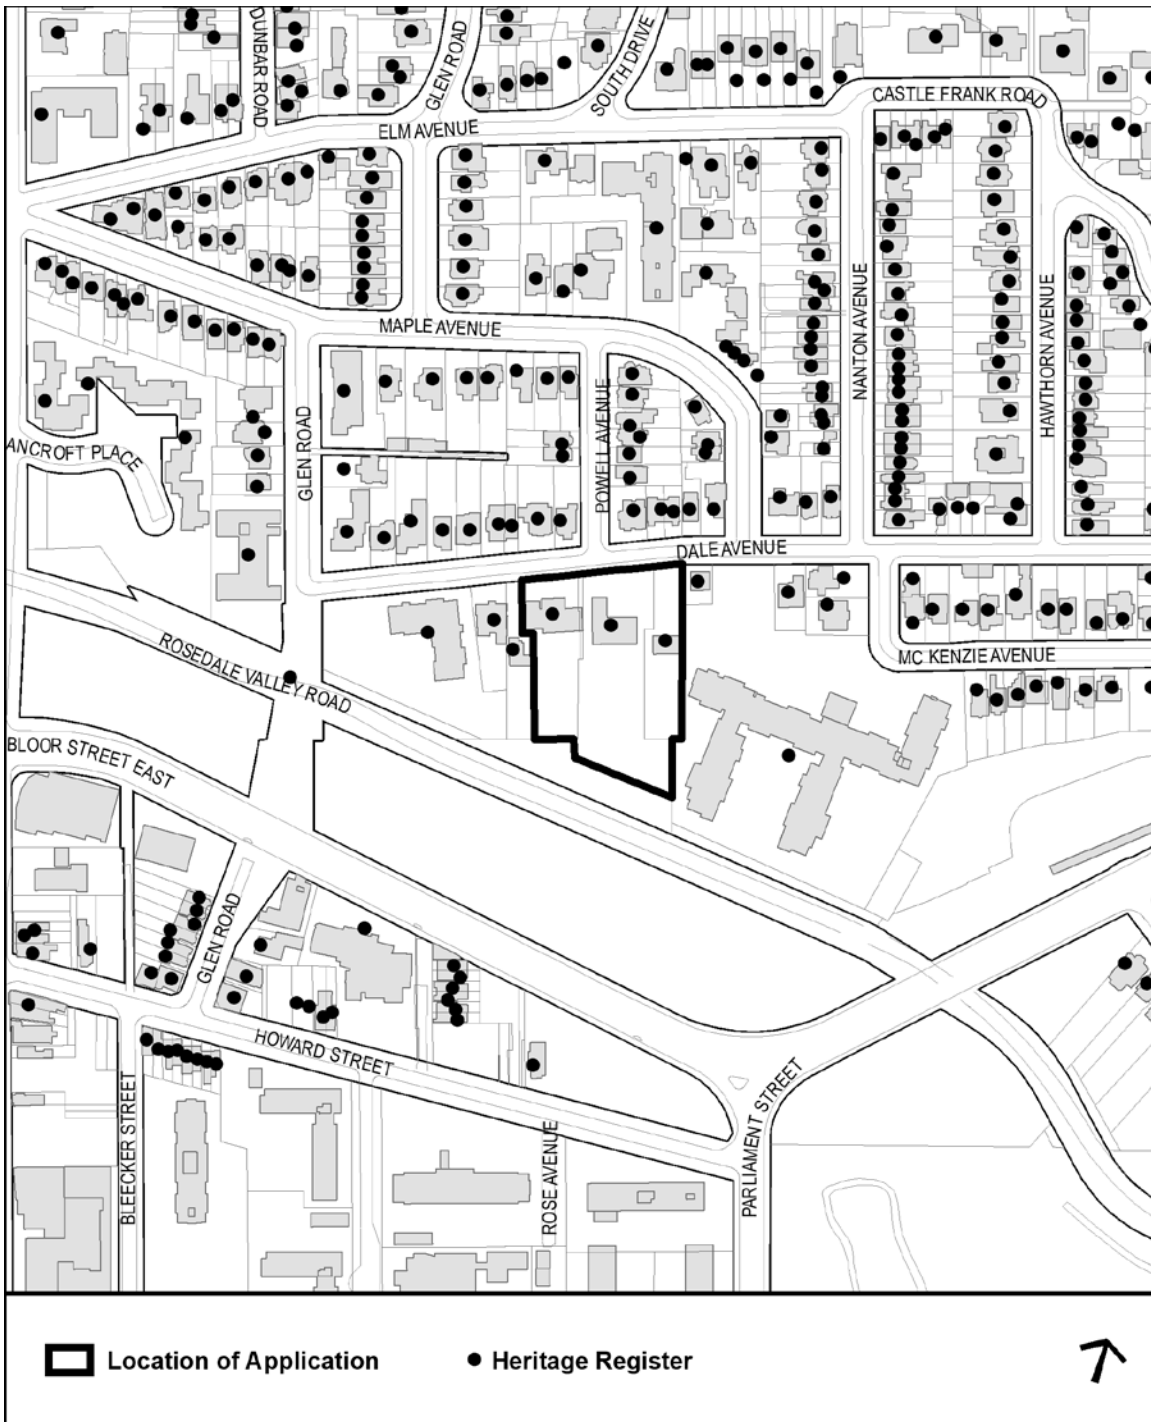 DUNBAR ROAD
GLEN ROAD
SOUTH DRIVE
CASTLE FRANK ROAD
ELM AVENUE
MAPLE AVENUE
NANTON AVENUE
HAWTHORN AVENUE
POWELL AVENUE
GLEN ROAD
ANCROFT PLACE
DALE AVENUE
MC KENZIE AVENUE
ROSEDALE VALLEY ROAD
BLOOR STREET EAST
GLEN ROAD
HOWARD STREET
BLEECKER STREET
ROSE AVENUE
PARLIAMENT STREET
Location of Application
Heritage Register